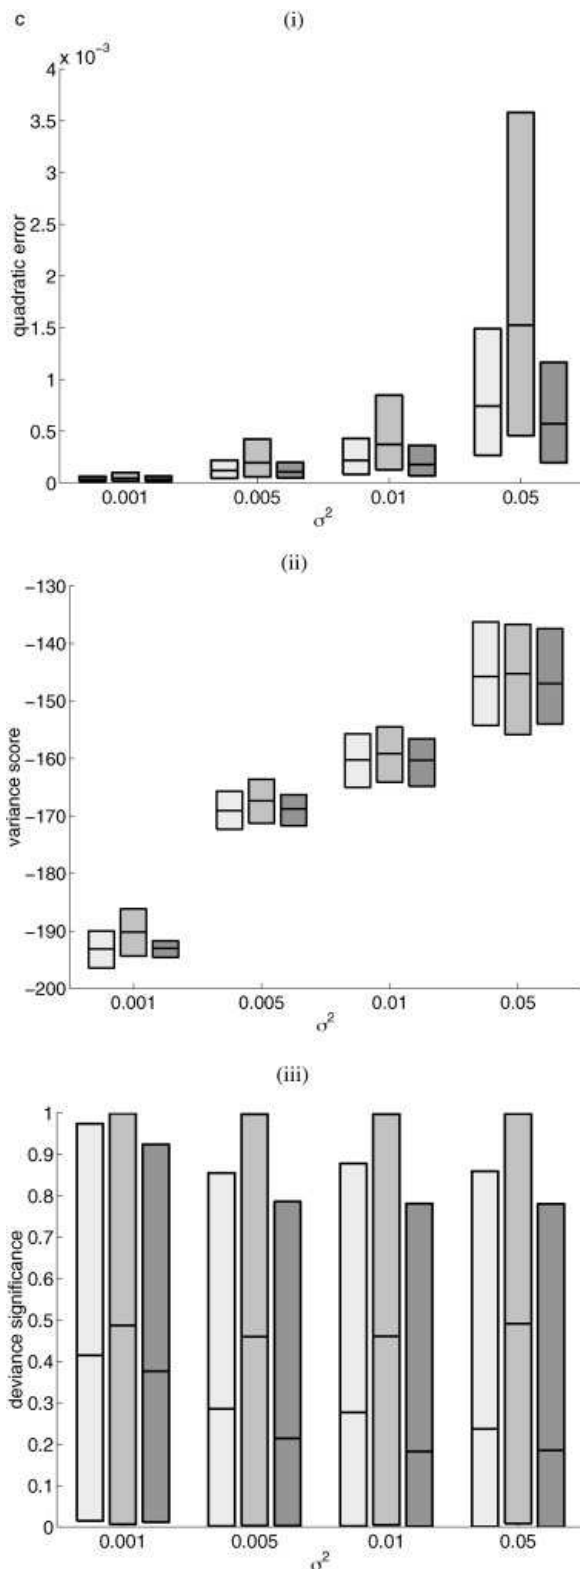 c
(i)
× 10⁻³
4
3.5
3
2.5
2
1.5
1
0.5
0
quadratic error
0.001 0.005 0.01 0.05
σ²
(ii)
−130
−140
−150
−160
−170
−180
−190
−200
variance score
0.001 0.005 0.01 0.05
σ²
(iii)
1
0.9
0.8
0.7
0.6
0.5
0.4
0.3
0.2
0.1
0
deviance significance
0.001 0.005 0.01 0.05
σ²